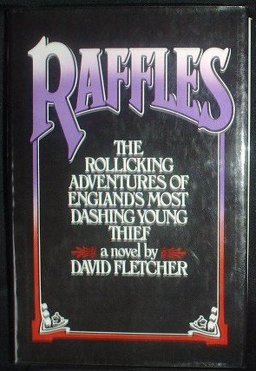 RAFFLES
THE
ROLLICKING
ADVENTURES OF
ENGLAND'S MOST
DASHING YOUNG
THIEF
a novel by
DAVID FLETCHER